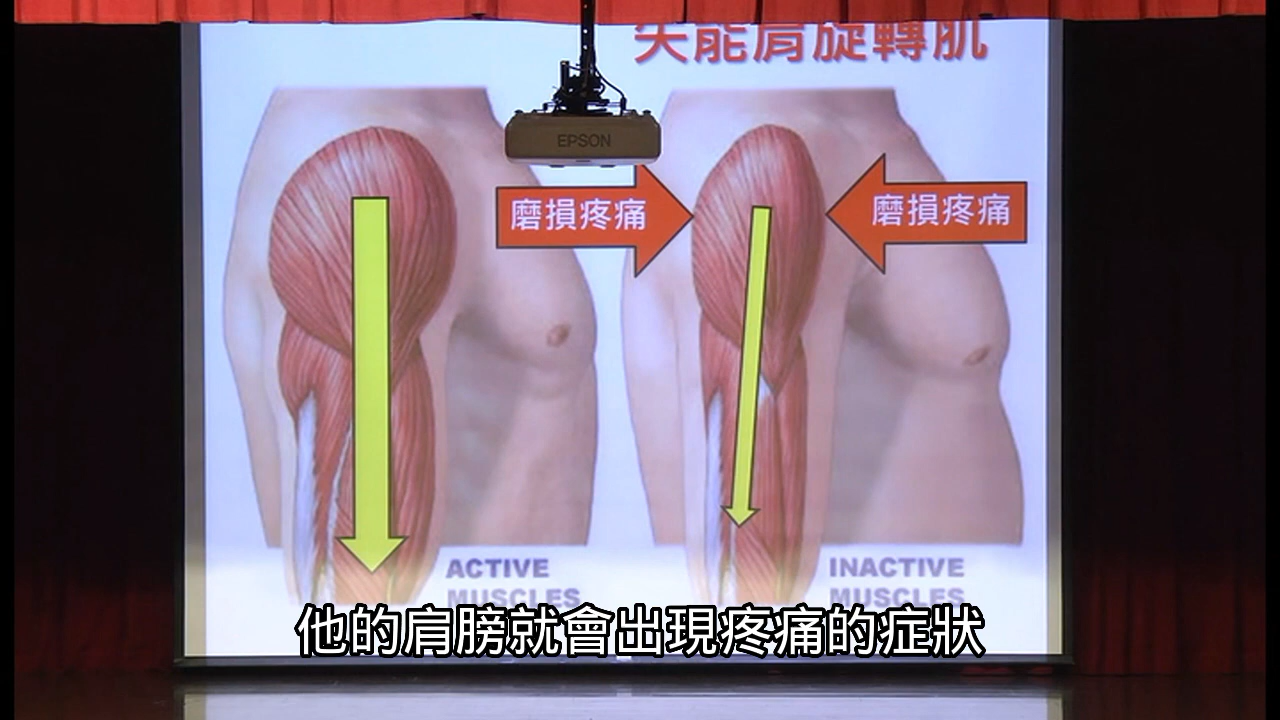 失能肩旋轉肌
EPSON
磨損疼痛
磨損疼痛
ACTIVE
MUSCLES
INACTIVE
MUSCLES
他的肩膀就會出現疼痛的症狀